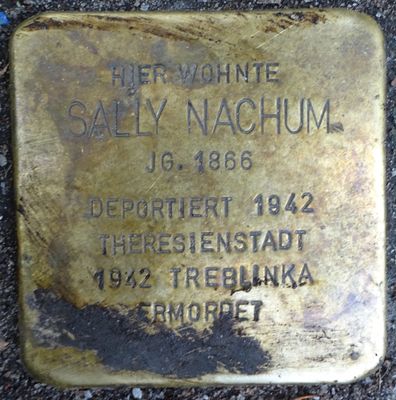 HIER WOHNTE
SALLY NACHUM
JG. 1866
DEPORTIERT 1942
THERESIENSTADT
1942 TREBLINKA
ERMORDET